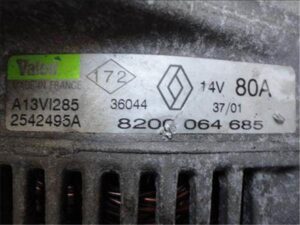 Valeo
MADE IN FRANCE
172
14V 80A
A13VI285
36044
37/01
2542495A
8200 064 685